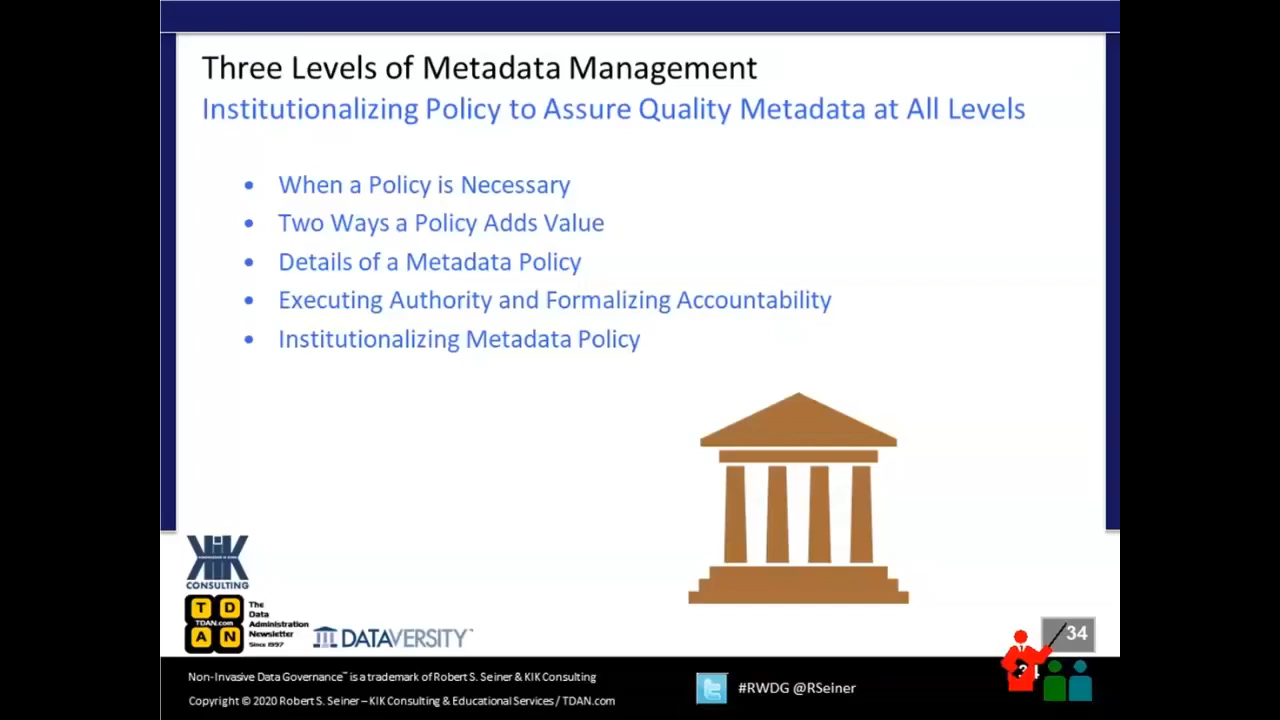 Three Levels of Metadata Management
Institutionalizing Policy to Assure Quality Metadata at All Levels
• When a Policy is Necessary
• Two Ways a Policy Adds Value
• Details of a Metadata Policy
• Executing Authority and Formalizing Accountability
• Institutionalizing Metadata Policy
KIK
CONSULTING
T D
TDAN.com
A N
The
Data
Administration
Newsletter
Since 1997
DATAVERSITY™
34
Non-Invasive Data Governance™ is a trademark of Robert S. Seiner & KIK Consulting
Copyright © 2020 Robert S. Seiner – KIK Consulting & Educational Services / TDAN.com
#RWDG @RSeiner